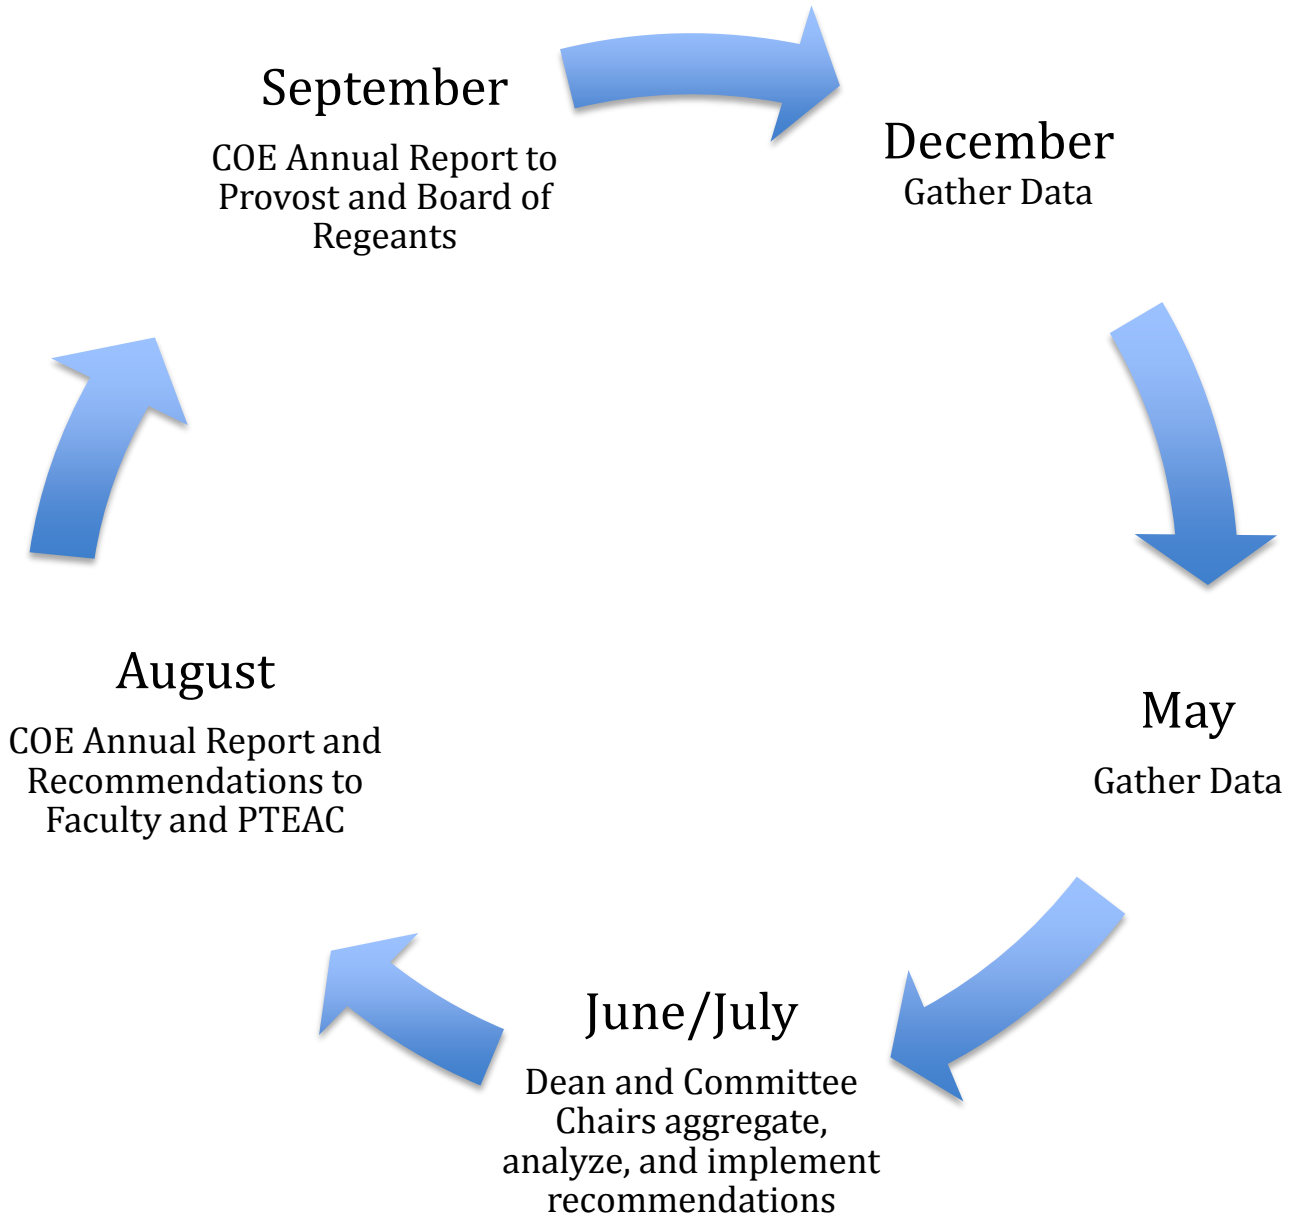 September
COE Annual Report to
Provost and Board of
Regeants
December
Gather Data
May
Gather Data
June/July
Dean and Committee
Chairs aggregate,
analyze, and implement
recommendations
August
COE Annual Report and
Recommendations to
Faculty and PTEAC